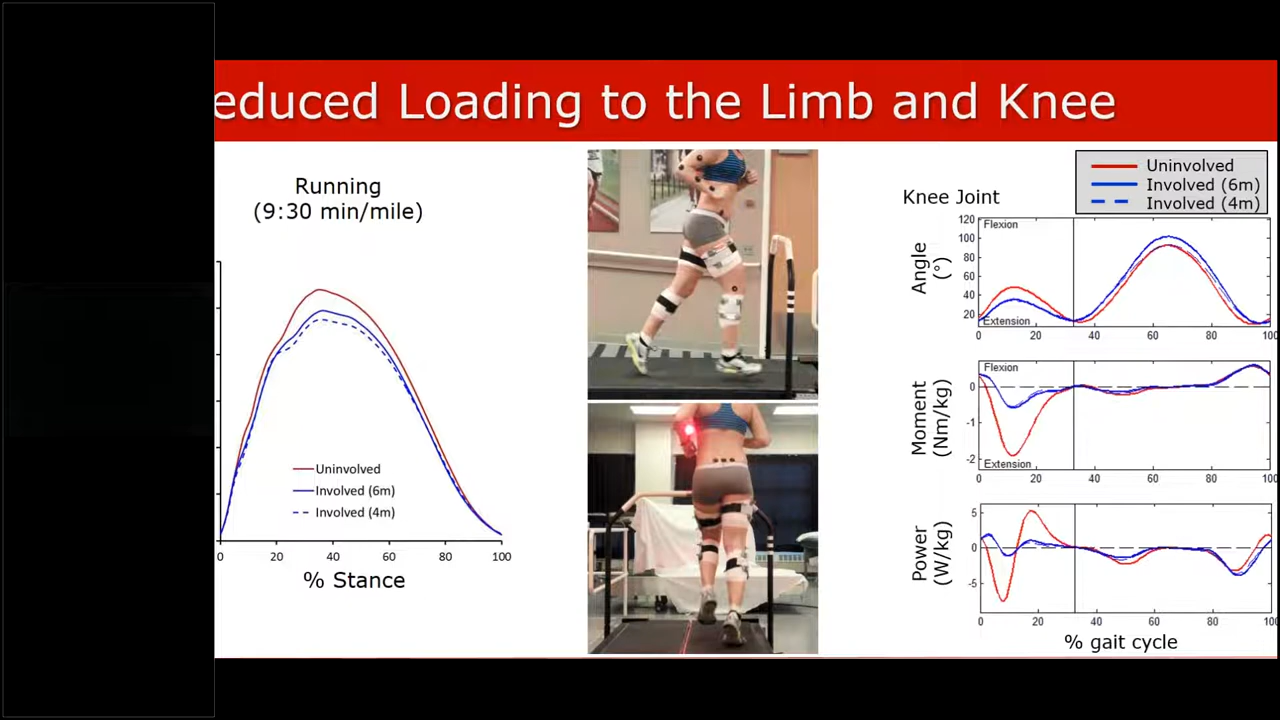 educed Loading to the Limb and Knee
Running
(9:30 min/mile)
Uninvolved
Involved (6m)
Involved (4m)
0 20 40 60 80 100
% Stance
Uninvolved
Involved (6m)
Involved (4m)
Knee Joint
Angle
(°)
120
100
80
60
40
20
Flexion
Extension
0 20 40 60 80 100
Moment
(Nm/kg)
0
-1
-2
Flexion
Extension
0 20 40 60 80 100
Power
(W/kg)
5
0
-5
0 20 40 60 80 100
% gait cycle